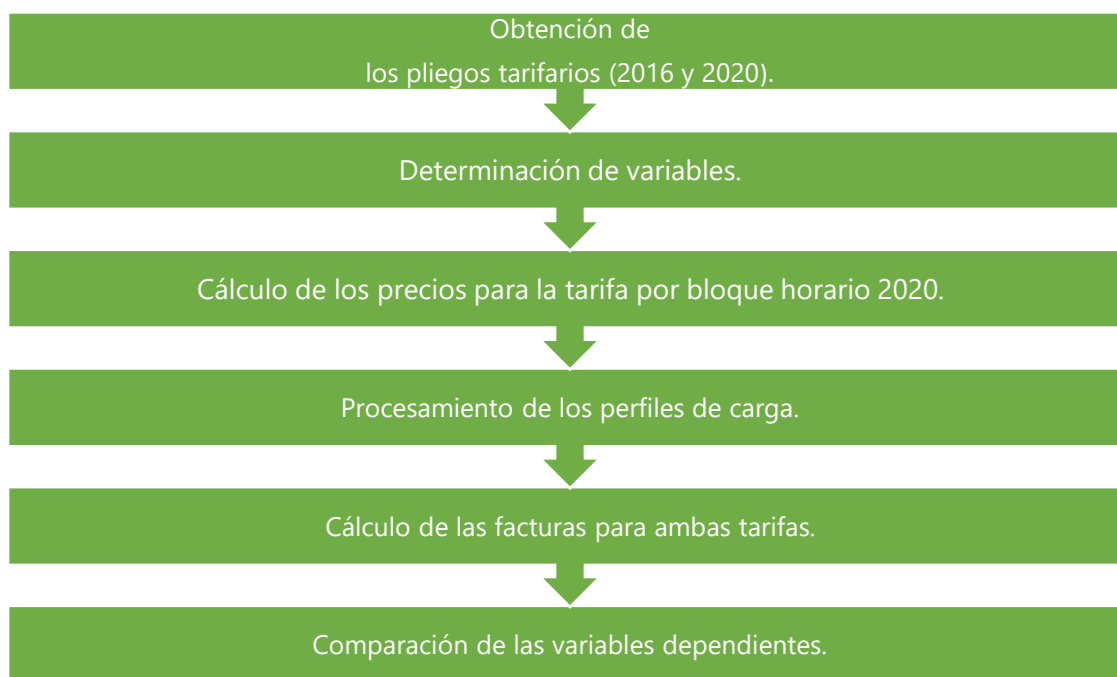 Obtención de
los pliegos tarifarios (2016 y 2020).
Determinación de variables.
Cálculo de los precios para la tarifa por bloque horario 2020.
Procesamiento de los perfiles de carga.
Cálculo de las facturas para ambas tarifas.
Comparación de las variables dependientes.